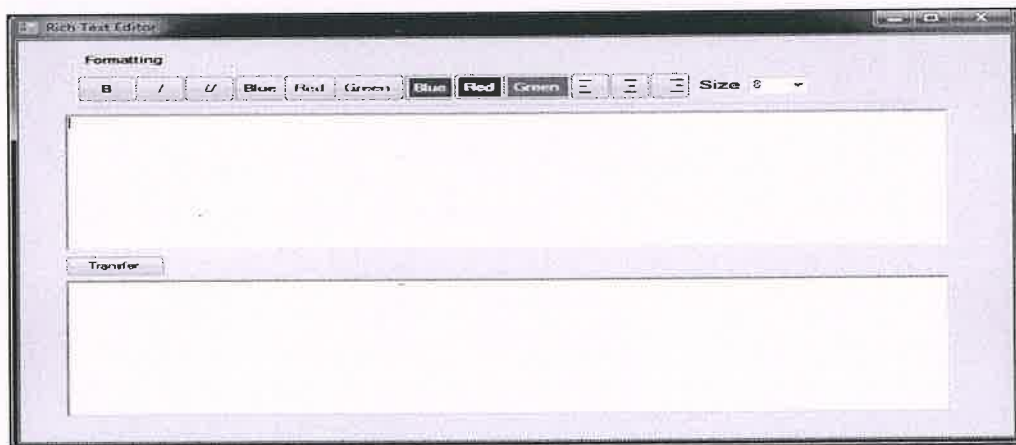 Rich Text Editor
Formatting
B I U Blue Red Green Blue Red Green Size 8
Transfer